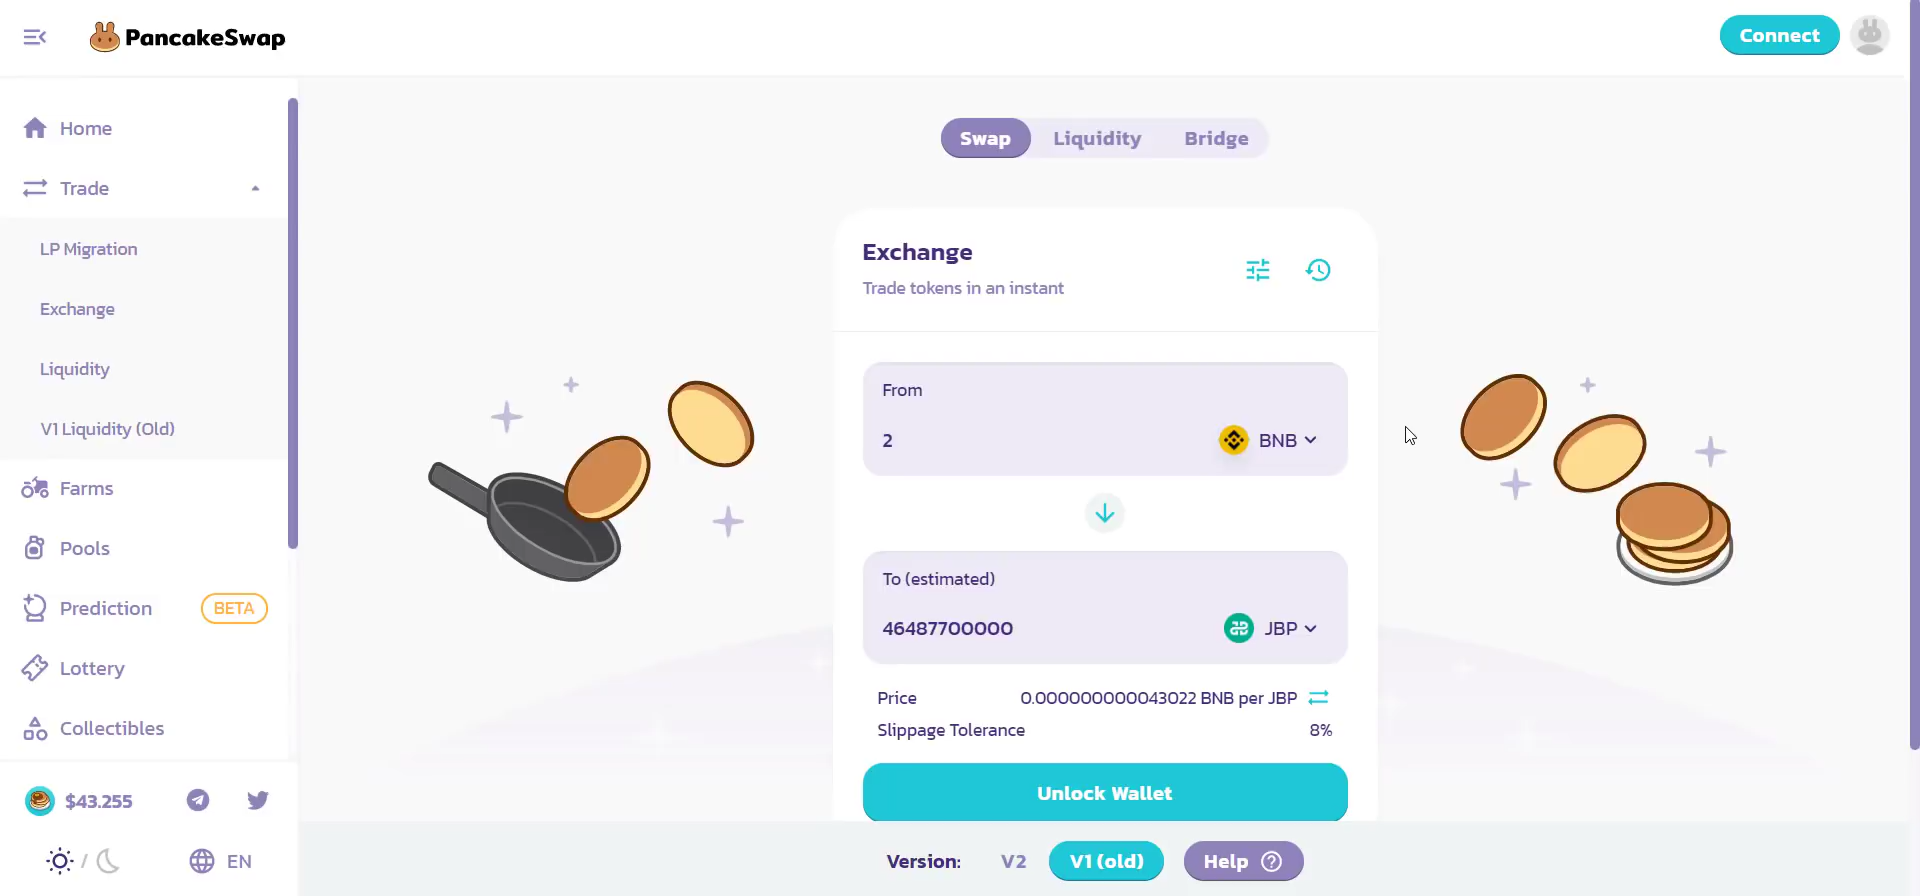 PancakeSwap
Connect
Home
Trade
LP Migration
Exchange
Liquidity
V1 Liquidity (Old)
Farms
Pools
Prediction BETA
Lottery
Collectibles
$43.255
/ EN
Swap Liquidity Bridge
Exchange
Trade tokens in an instant
From
2 BNB
To (estimated)
46487700000 JBP
Price 0.000000000043022 BNB per JBP
Slippage Tolerance 8%
Unlock Wallet
Version: V2 V1 (old) Help ?